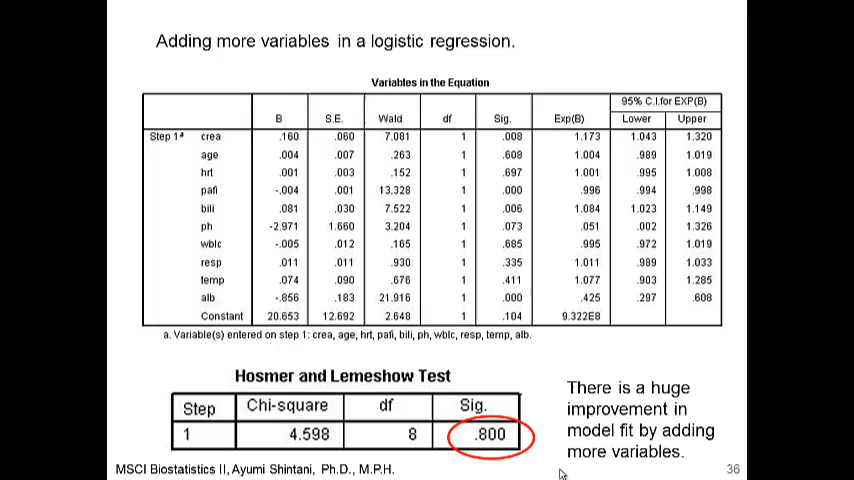 Adding more variables in a logistic regression.
Variables in the Equation
95% C.I.for EXP(B)
B S.E. Wald df Sig. Exp(B) Lower Upper
Step 1ª crea .160 .060 7.081 1 .008 1.173 1.043 1.320
age .004 .007 .263 1 .608 1.004 .989 1.019
hrt .001 .003 .152 1 .697 1.001 .995 1.008
pafi -.004 .001 13.328 1 .000 .996 .994 .998
bili .081 .030 7.522 1 .006 1.084 1.023 1.149
ph -2.971 1.660 3.204 1 .073 .051 .002 1.326
wblc -.005 .012 .165 1 .685 .995 .972 1.019
resp .011 .011 .930 1 .335 1.011 .989 1.033
temp .074 .090 .676 1 .411 1.077 .903 1.285
alb -.856 .183 21.916 1 .000 .425 .297 .608
Constant 20.653 12.692 2.648 1 .104 9.322E8
a. Variable(s) entered on step 1: crea, age, hrt, pafi, bili, ph, wblc, resp, temp, alb.
Hosmer and Lemeshow Test
Step Chi-square df Sig.
1 4.598 8 .800
There is a huge
improvement in
model fit by adding
more variables.
MSCI Biostatistics II, Ayumi Shintani, Ph.D., M.P.H.
36